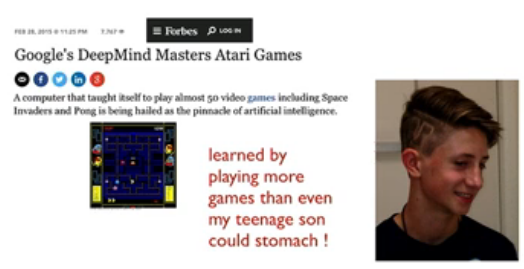 FEB 28, 2015 @ 11:25 PM 7,767
Forbes LOG IN
Google's DeepMind Masters Atari Games
A computer that taught itself to play almost 50 video games including Space
Invaders and Pong is being hailed as the pinnacle of artificial intelligence.
learned by
playing more
games than even
my teenage son
could stomach !